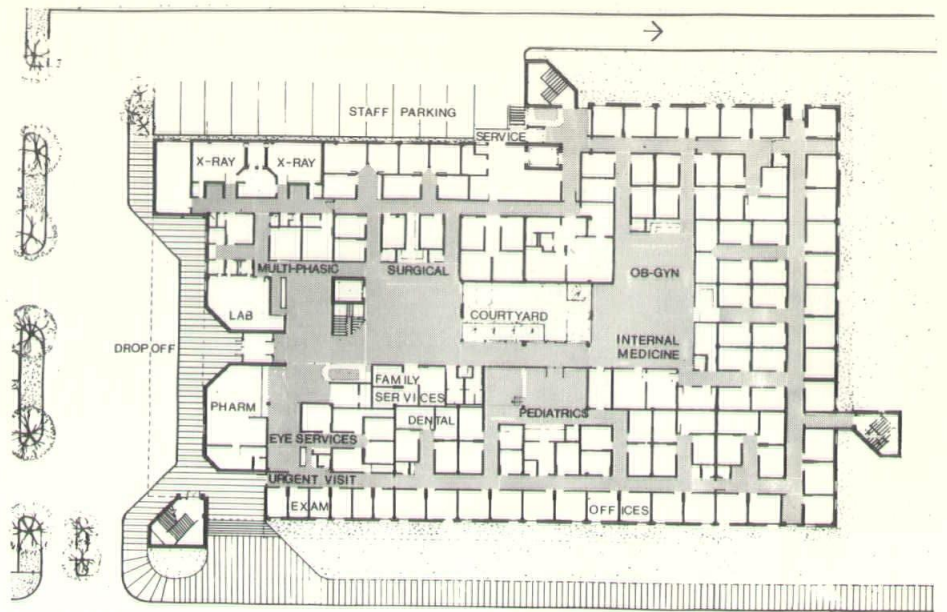 STAFF PARKING
SERVICE
X-RAY
X-RAY
MULTI-PHASIC
SURGICAL
OB-GYN
LAB
COURTYARD
DROP OFF
INTERNAL
MEDICINE
FAMILY
SERVICES
PHARM
DENTAL
PEDIATRICS
EYE SERVICES
URGENT VISIT
EXAM
OFFICES